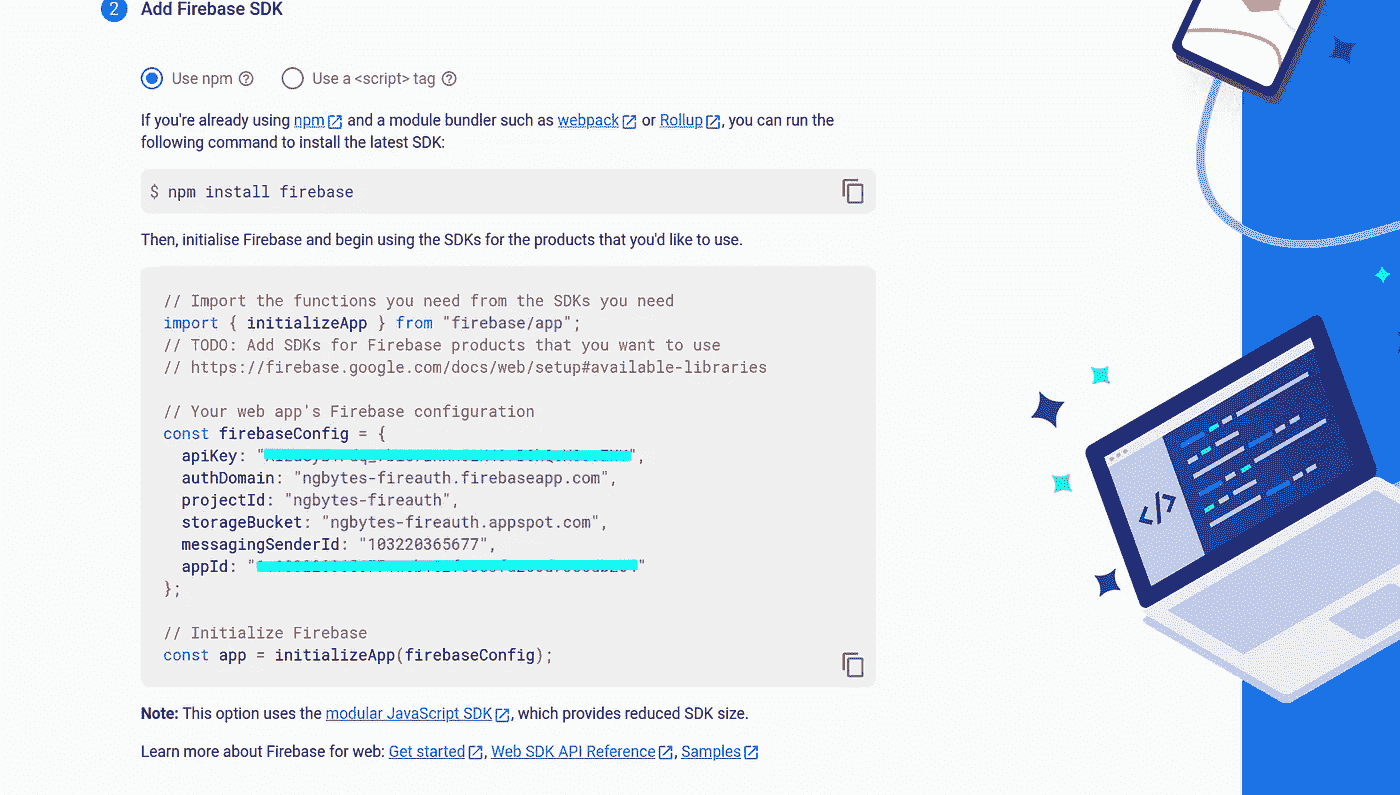 2 Add Firebase SDK
Use npm Use a <script> tag
If you're already using npm and a module bundler such as webpack or Rollup, you can run the
following command to install the latest SDK:
$ npm install firebase
Then, initialise Firebase and begin using the SDKs for the products that you'd like to use.
// Import the functions you need from the SDKs you need
import { initializeApp } from "firebase/app";
// TODO: Add SDKs for Firebase products that you want to use
// https://firebase.google.com/docs/web/setup#available-libraries
// Your web app's Firebase configuration
const firebaseConfig = {
apiKey: "",
authDomain: "ngbytes-fireauth.firebaseapp.com",
projectId: "ngbytes-fireauth",
storageBucket: "ngbytes-fireauth.appspot.com",
messagingSenderId: "103220365677",
appId: ""
};
// Initialize Firebase
const app = initializeApp(firebaseConfig);
Note: This option uses the modular JavaScript SDK, which provides reduced SDK size.
Learn more about Firebase for web: Get started, Web SDK API Reference, Samples